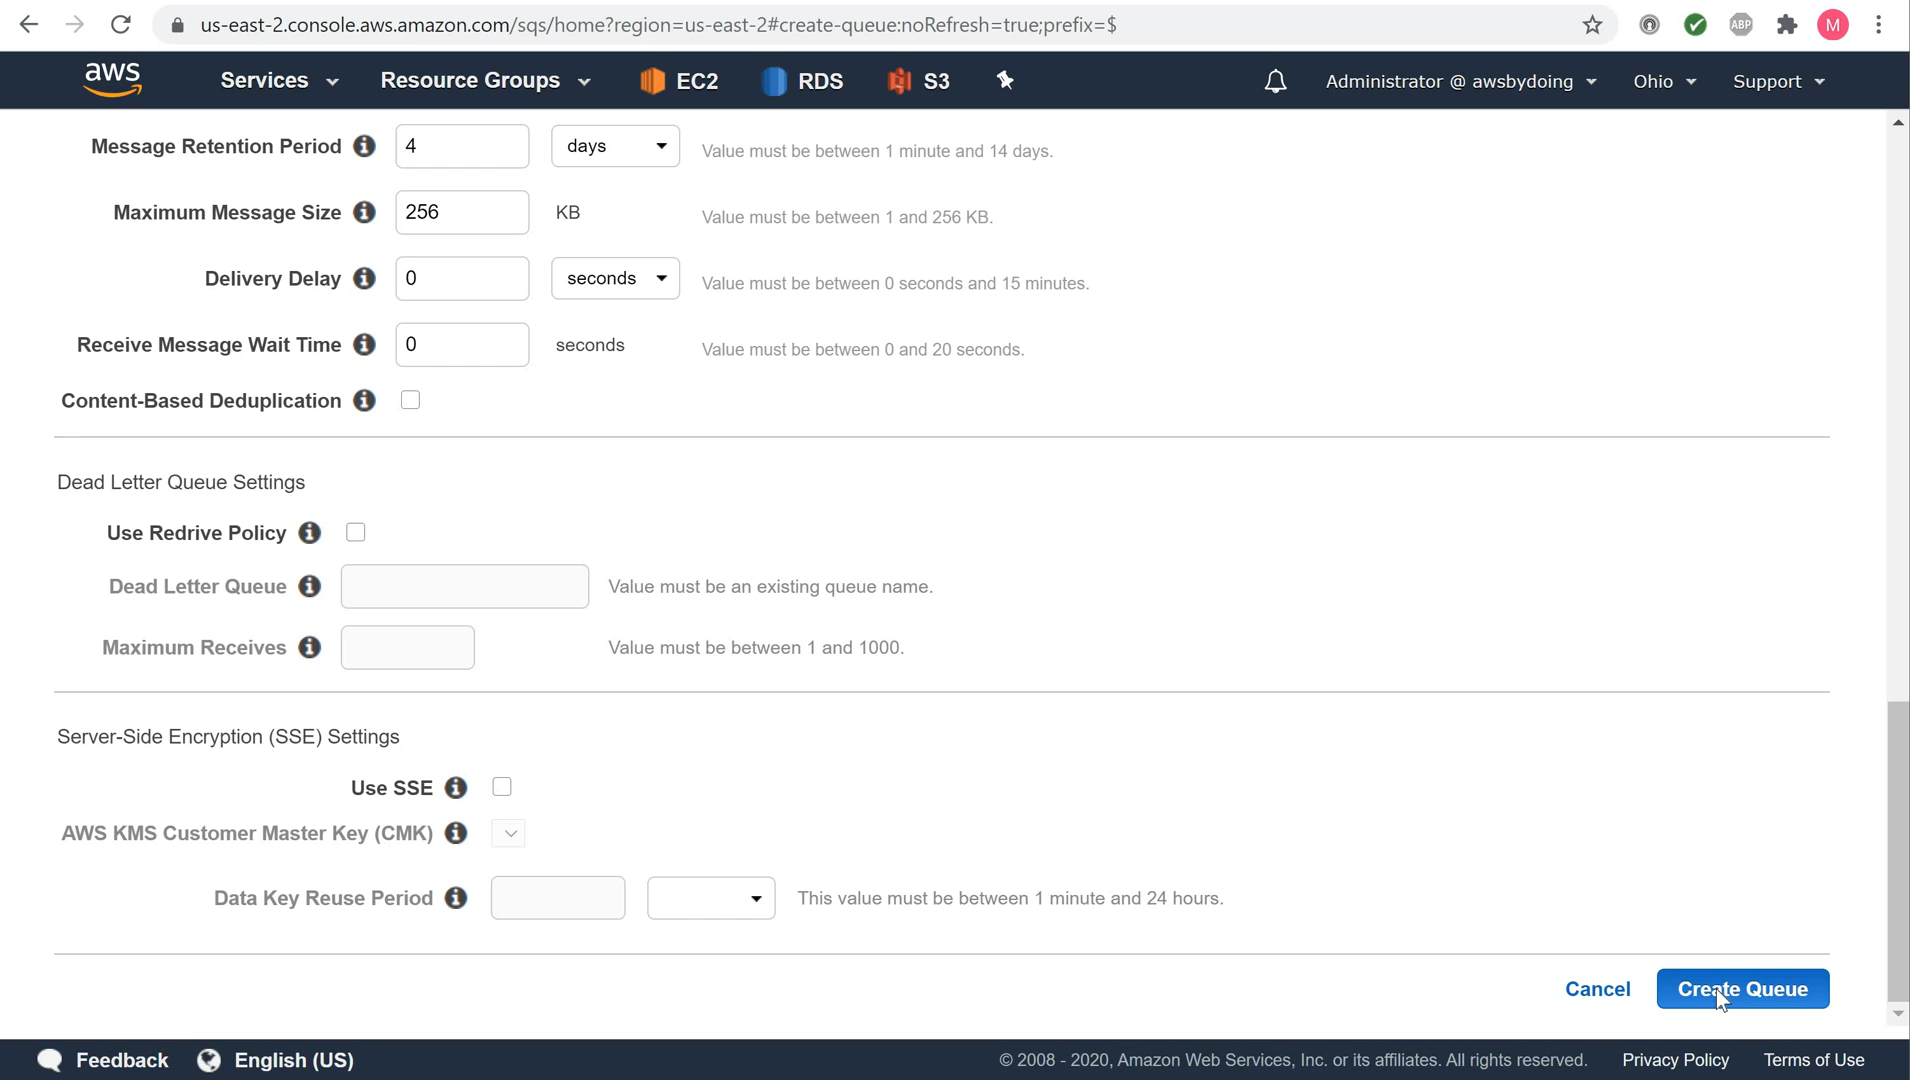 us-east-2.console.aws.amazon.com/sqs/home?region=us-east-2#create-queue:noRefresh=true;prefix=$
ABP
M
aws
Services
Resource Groups
EC2
RDS
S3
Administrator @ awsbydoing
Ohio
Support
Message Retention Period
4
days
Value must be between 1 minute and 14 days.
Maximum Message Size
256
KB
Value must be between 1 and 256 KB.
Delivery Delay
0
seconds
Value must be between 0 seconds and 15 minutes.
Receive Message Wait Time
0
seconds
Value must be between 0 and 20 seconds.
Content-Based Deduplication
Dead Letter Queue Settings
Use Redrive Policy
Dead Letter Queue
Value must be an existing queue name.
Maximum Receives
Value must be between 1 and 1000.
Server-Side Encryption (SSE) Settings
Use SSE
AWS KMS Customer Master Key (CMK)
Data Key Reuse Period
This value must be between 1 minute and 24 hours.
Cancel
Create Queue
Feedback
English (US)
© 2008 - 2020, Amazon Web Services, Inc. or its affiliates. All rights reserved.
Privacy Policy
Terms of Use